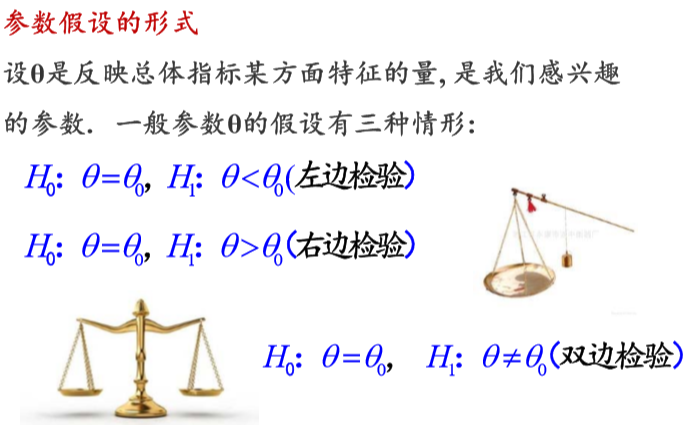 参数假设的形式
设θ是反映总体指标某方面特征的量, 是我们感兴趣
的参数. 一般参数θ的假设有三种情形:
H₀: θ=θ₀, H₁: θ<θ₀(左边检验)
H₀: θ=θ₀, H₁: θ>θ₀(右边检验)
H₀: θ=θ₀, H₁: θ≠θ₀(双边检验)